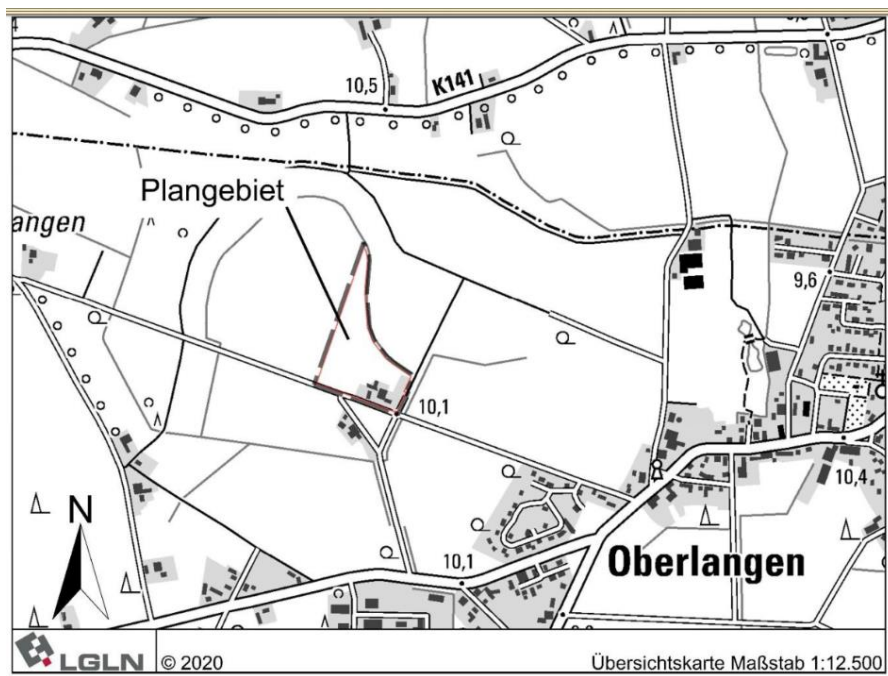 10,5
K141
Plangebiet
angen
9,6
10,1
10,4
N
10,1
Oberlangen
LGLN © 2020
Übersichtskarte Maßstab 1:12.500